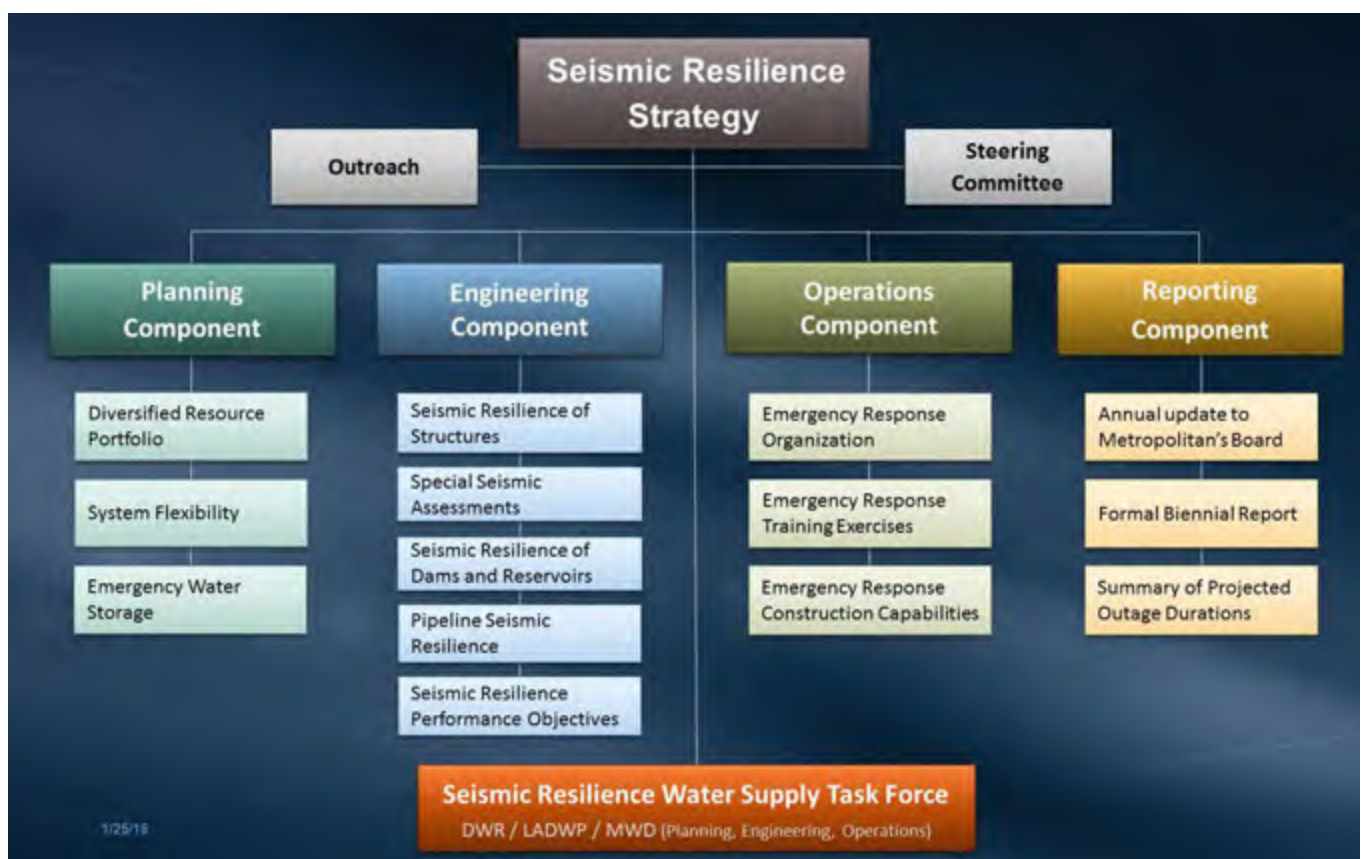 Seismic Resilience
Strategy
Outreach
Steering
Committee
Planning
Component
Diversified Resource
Portfolio
System Flexibility
Emergency Water
Storage
Engineering
Component
Seismic Resilience of
Structures
Special Seismic
Assessments
Seismic Resilience of
Dams and Reservoirs
Pipeline Seismic
Resilience
Seismic Resilience
Performance Objectives
Operations
Component
Emergency Response
Organization
Emergency Response
Training Exercises
Emergency Response
Construction Capabilities
Reporting
Component
Annual update to
Metropolitan's Board
Formal Biennial Report
Summary of Projected
Outage Durations
Seismic Resilience Water Supply Task Force
DWR / LADWP / MWD (Planning, Engineering, Operations)